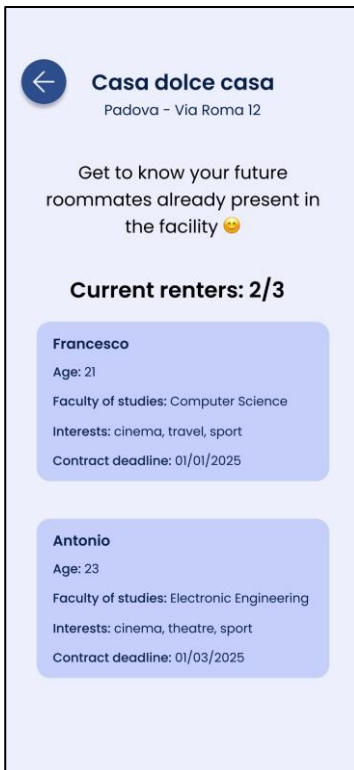 Casa dolce casa
Padova - Via Roma 12
Get to know your future
roommates already present in
the facility 😊
Current renters: 2/3
Francesco
Age: 21
Faculty of studies: Computer Science
Interests: cinema, travel, sport
Contract deadline: 01/01/2025
Antonio
Age: 23
Faculty of studies: Electronic Engineering
Interests: cinema, theatre, sport
Contract deadline: 01/03/2025